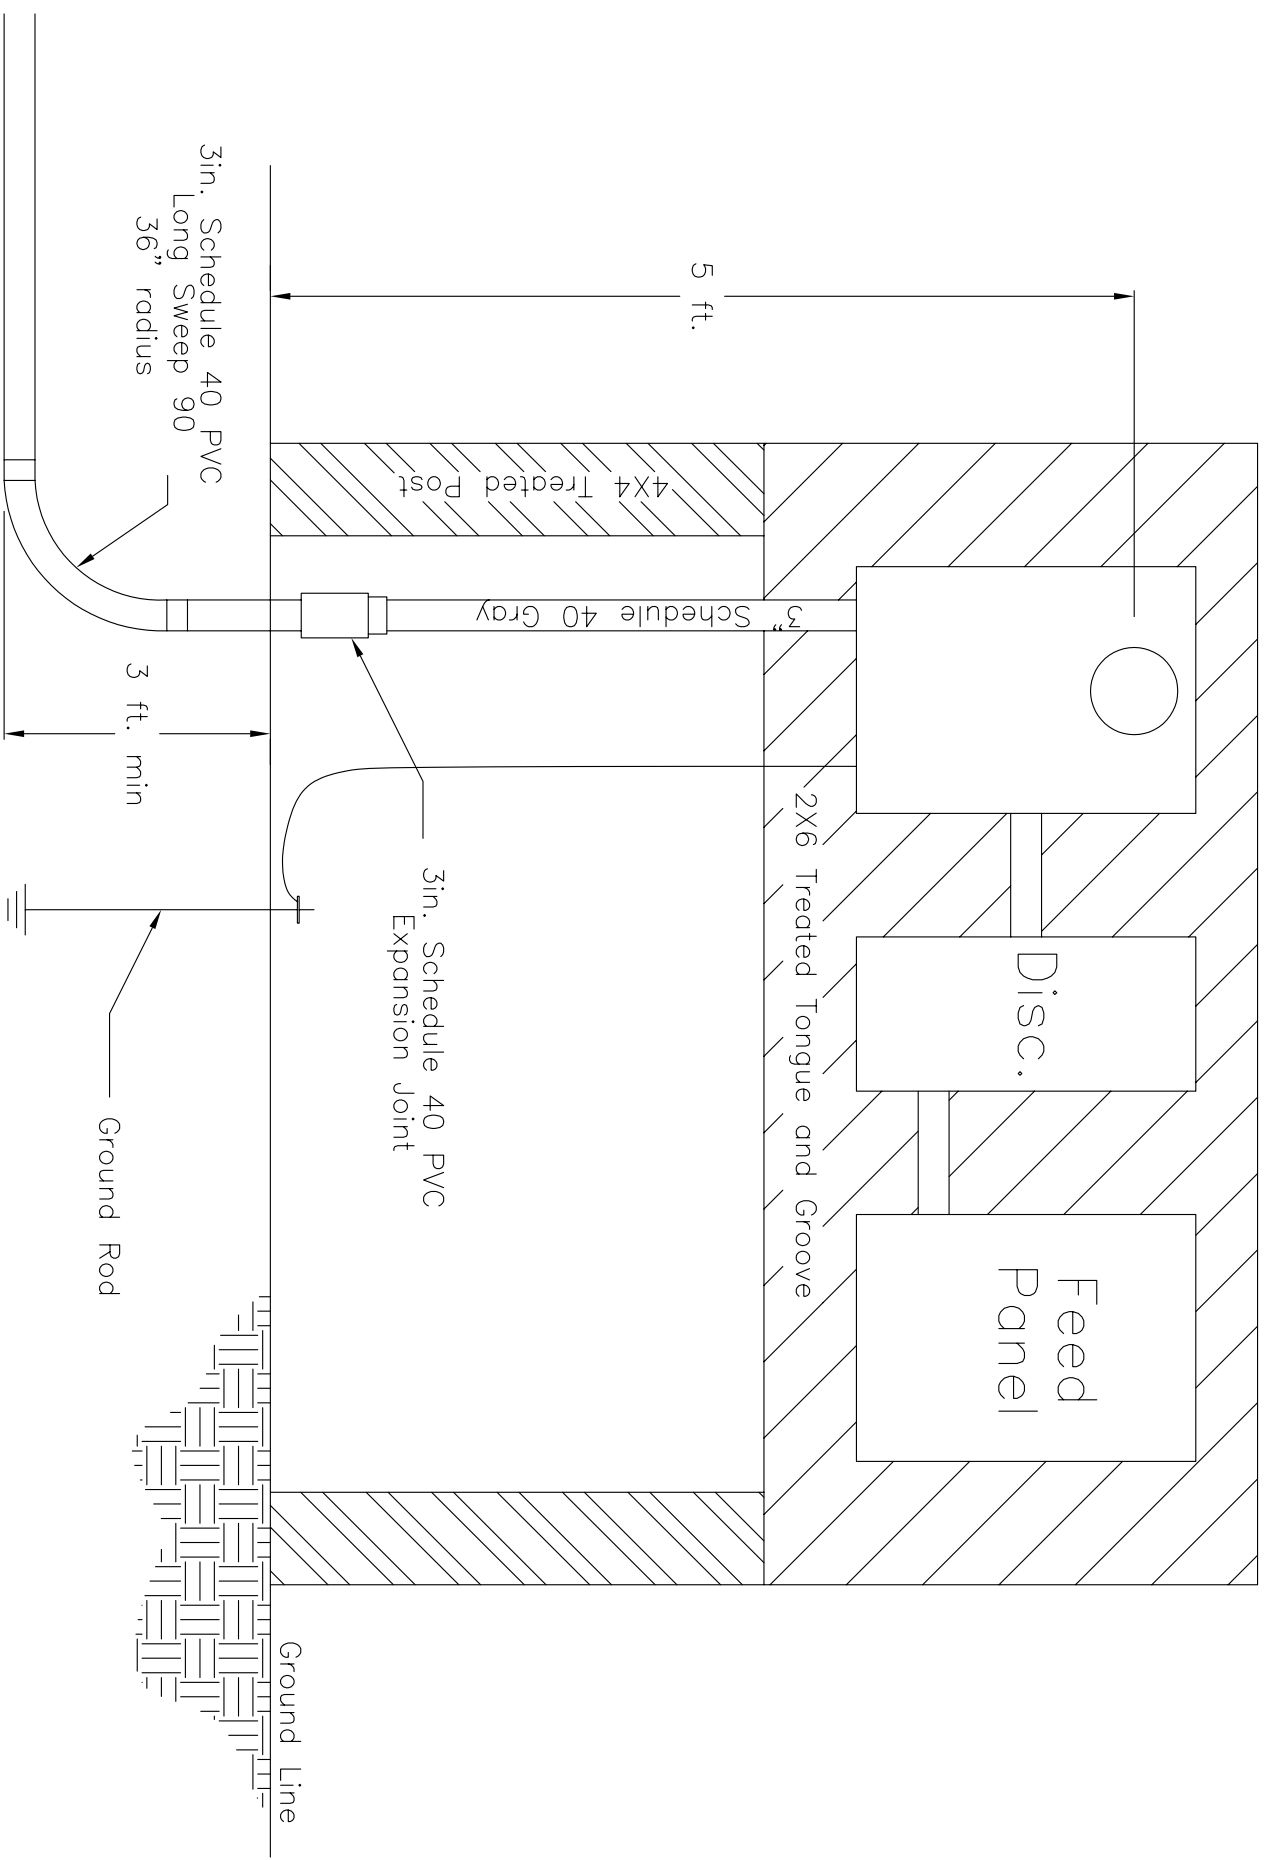 Feed
Panel
Disc.
5 ft.
2X6 Treated Tongue and Groove
4X4 Treated Post
3" Schedule 40 Gray
3in. Schedule 40 PVC
Expansion Joint
Ground Line
3in. Schedule 40 PVC
Long Sweep 90
36" radius
3 ft. min
Ground Rod